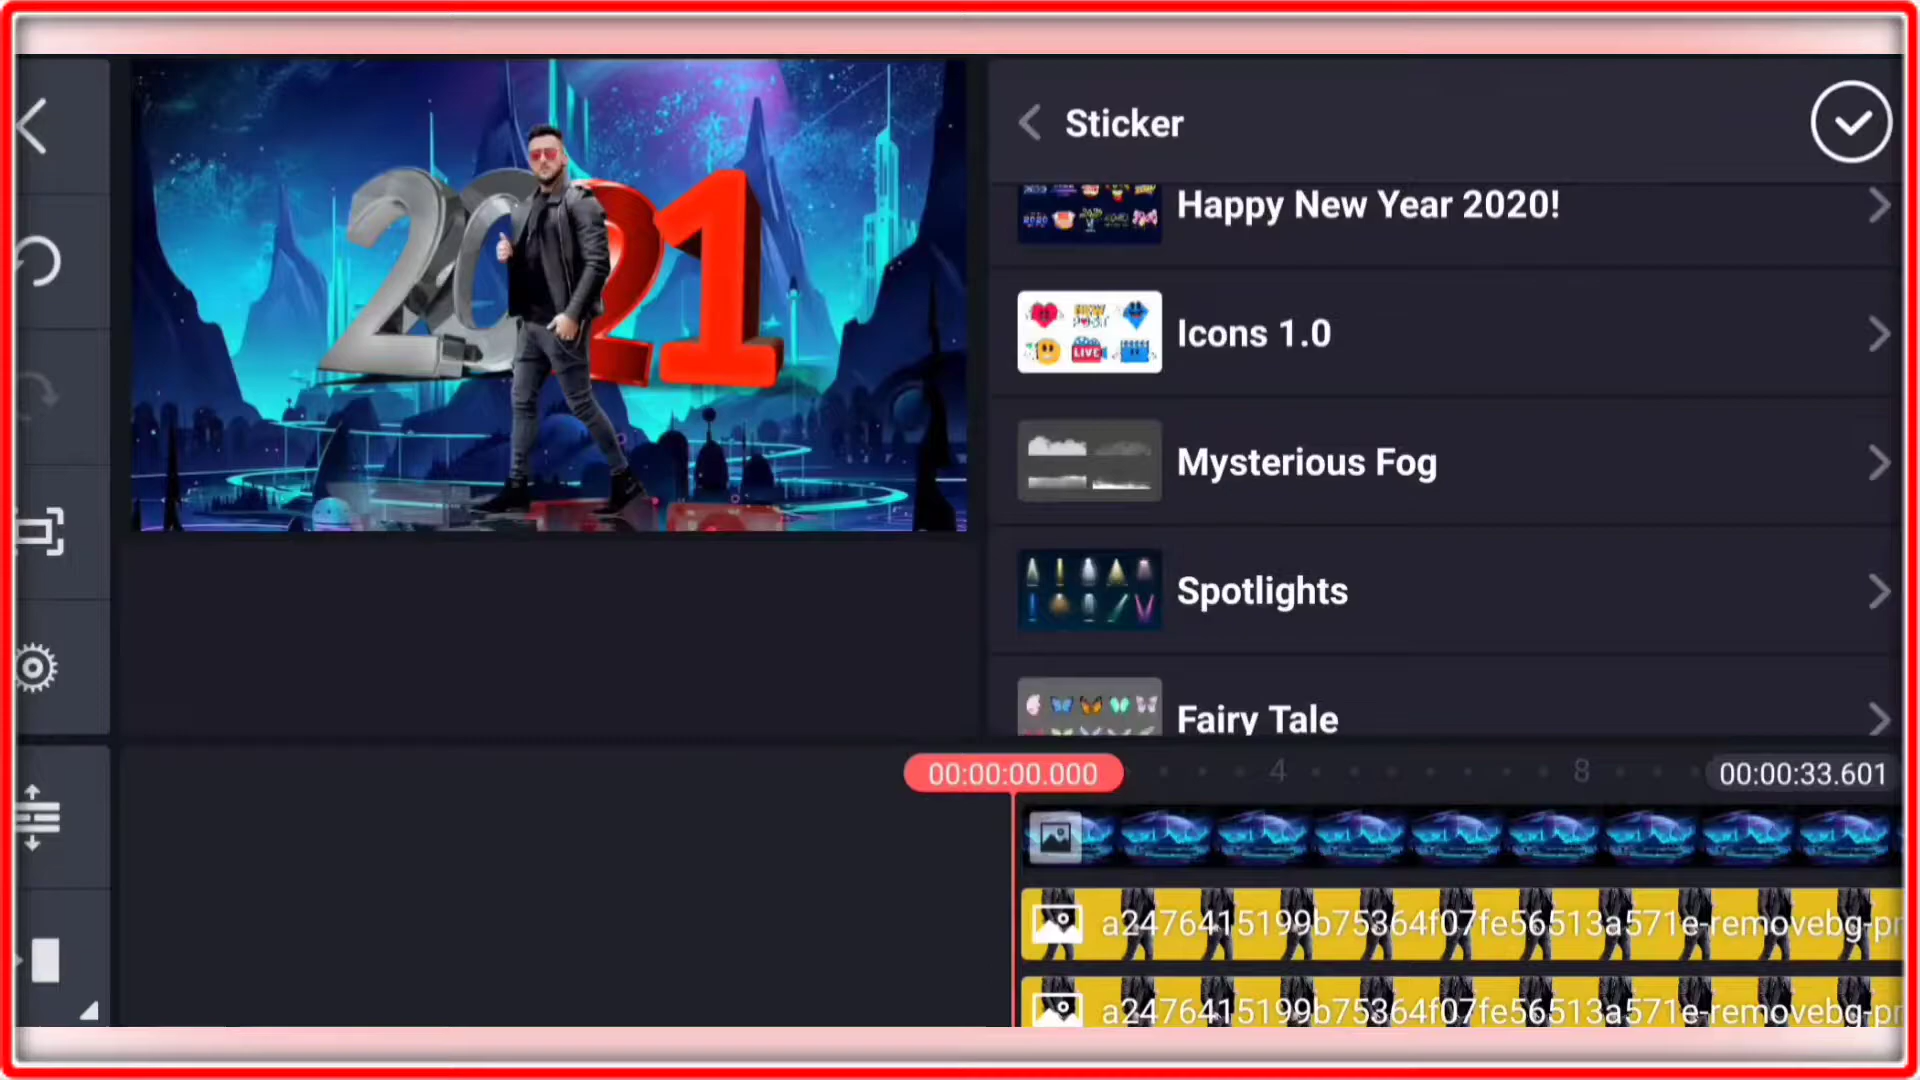 2021
Sticker
Happy New Year 2020!
Icons 1.0
LIVE
Mysterious Fog
Spotlights
Fairy Tale
00:00:00.000
4
8
00:00:33.601
a2476415199b75364f07fe56513a571e-removebg-pr
a2476415199b75364f07fe56513a571e-removebg-pr